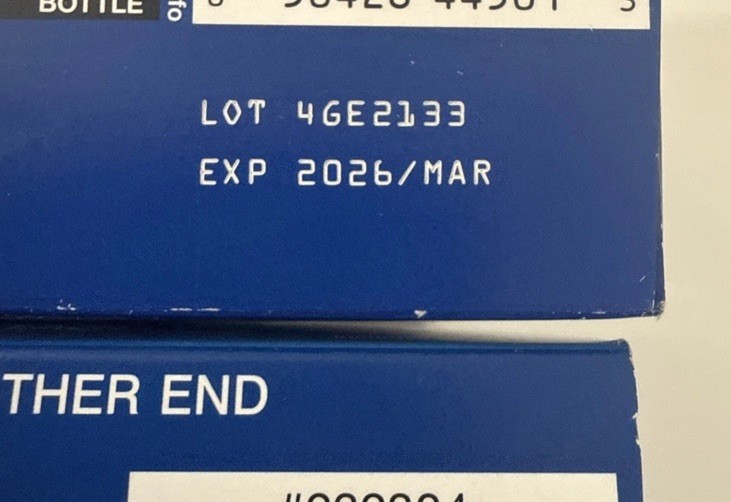 BOTTLE
LOT 4GE2133
EXP 2026/MAR
THER END